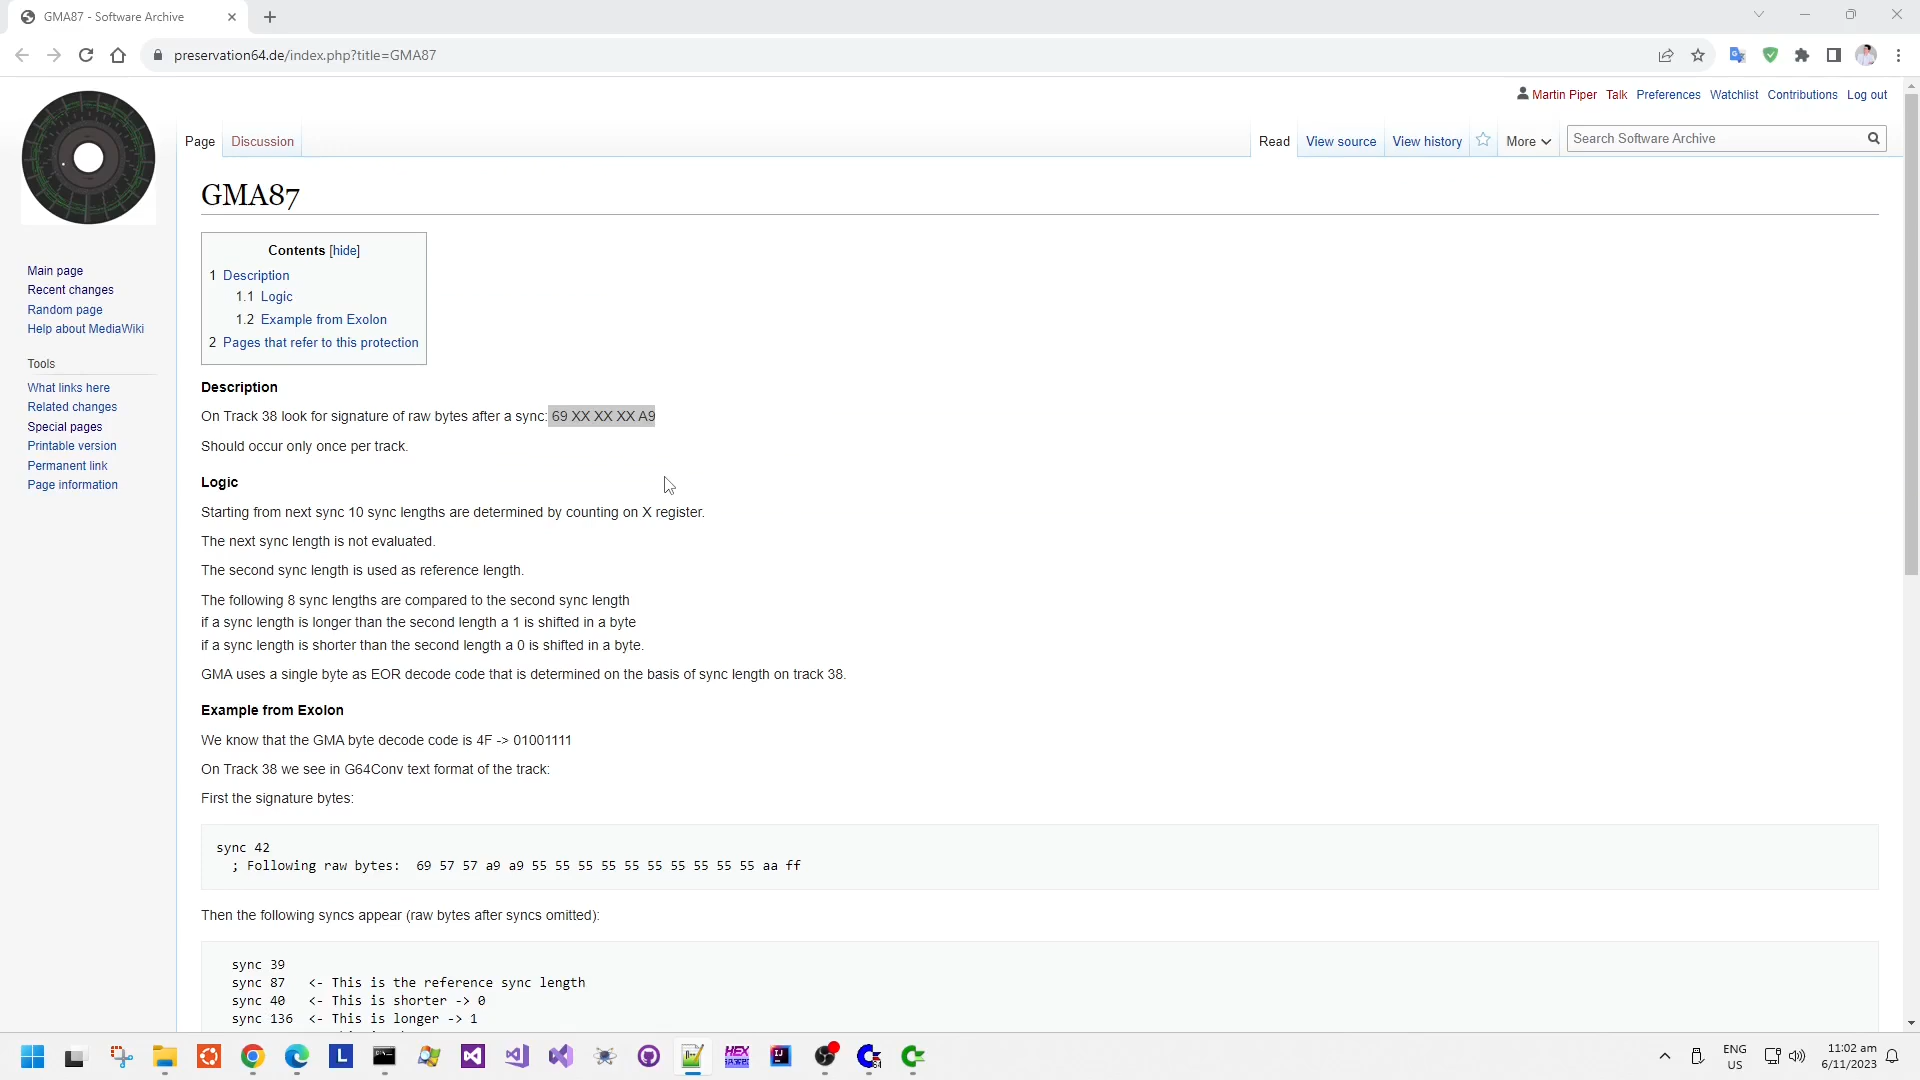 GMA87 - Software Archive
preservation64.de/index.php?title=GMA87
Martin Piper Talk Preferences Watchlist Contributions Log out
Page Discussion Read View source View history More Search Software Archive
GMA87
Contents [hide]
1 Description
1.1 Logic
1.2 Example from Exolon
2 Pages that refer to this protection
Main page
Recent changes
Random page
Help about MediaWiki
Tools
What links here
Related changes
Special pages
Printable version
Permanent link
Page information
Description
On Track 38 look for signature of raw bytes after a sync: 69 XX XX XX A9
Should occur only once per track.
Logic
Starting from next sync 10 sync lengths are determined by counting on X register.
The next sync length is not evaluated.
The second sync length is used as reference length.
The following 8 sync lengths are compared to the second sync length
if a sync length is longer than the second length a 1 is shifted in a byte
if a sync length is shorter than the second length a 0 is shifted in a byte.
GMA uses a single byte as EOR decode code that is determined on the basis of sync length on track 38.
Example from Exolon
We know that the GMA byte decode code is 4F -> 01001111
On Track 38 we see in G64Conv text format of the track:
First the signature bytes:
sync 42
; Following raw bytes: 69 57 57 a9 a9 55 55 55 55 55 55 55 55 55 55 aa ff
Then the following syncs appear (raw bytes after syncs omitted):
sync 39
sync 87 <- This is the reference sync length
sync 40 <- This is shorter -> 0
sync 136 <- This is longer -> 1
L
HEX
IJ
64
ENG
US
11:02 am
6/11/2023